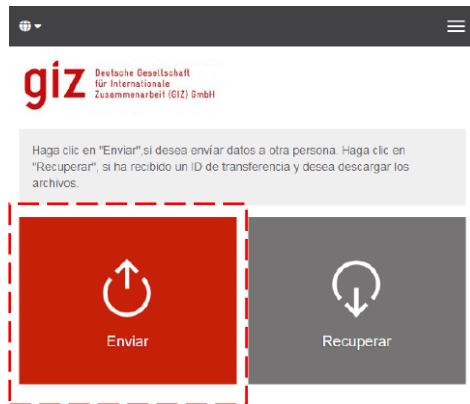 giz
Deutsche Gesellschaft
für Internationale
Zusammenarbeit (GIZ) GmbH
Haga clic en "Enviar",si desea envíar datos a otra persona. Haga clic en
"Recuperar", si ha recibido un ID de transferencia y desea descargar los
archivos.
Enviar
Recuperar